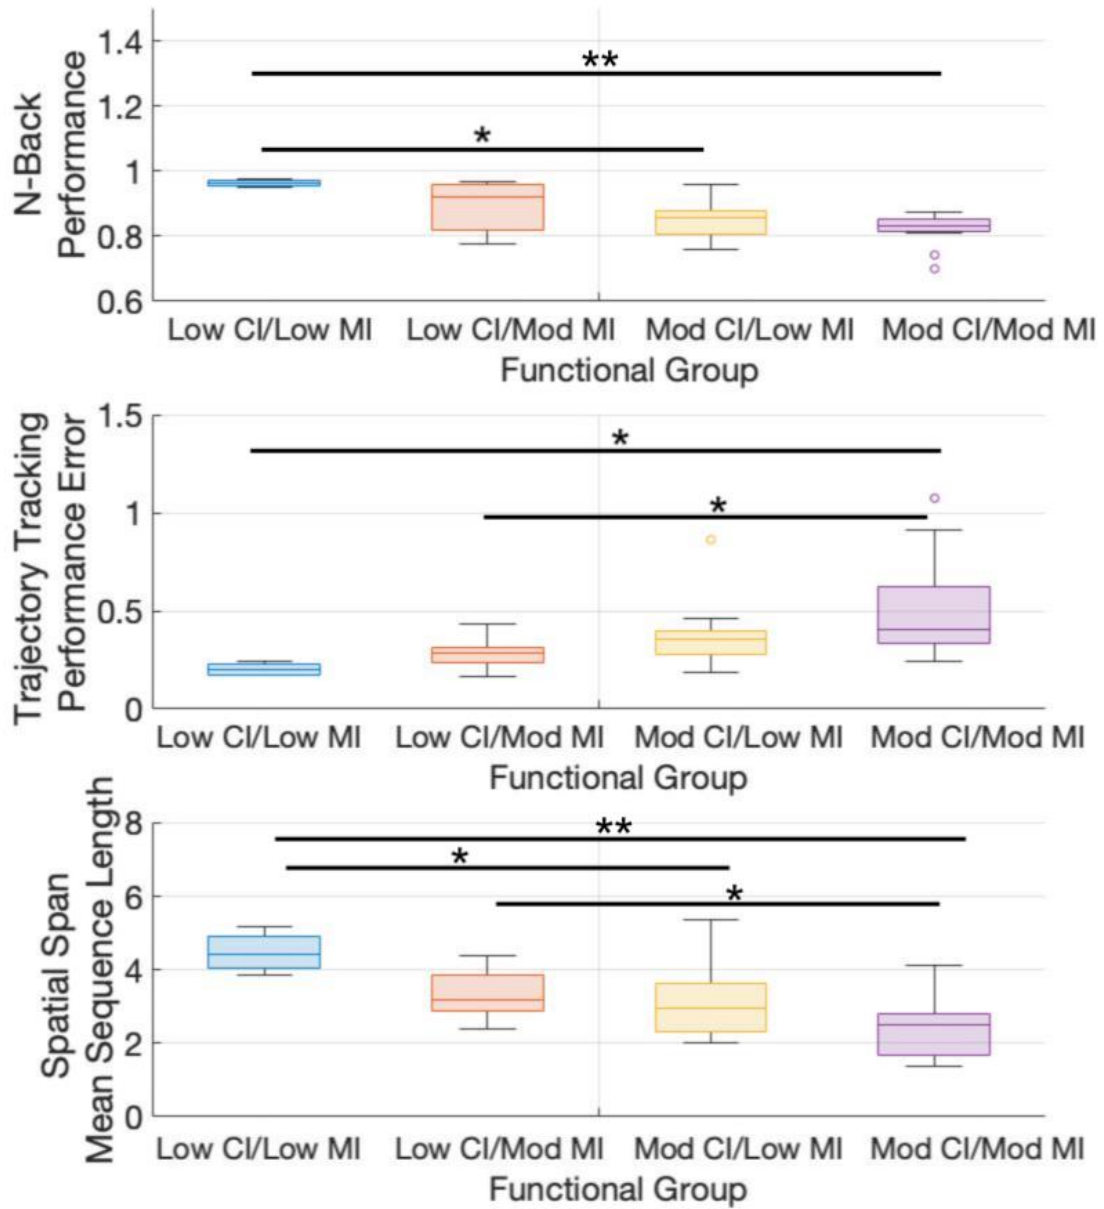 N-Back
Performance
1.4
1.2
1
0.8
0.6
**
*
Low CI/Low MI Low CI/Mod MI Mod CI/Low MI Mod CI/Mod MI
Functional Group
Trajectory Tracking
Performance Error
1.5
1
0.5
0
*
*
Low CI/Low MI Low CI/Mod MI Mod CI/Low MI Mod CI/Mod MI
Functional Group
Spatial Span
Mean Sequence Length
8
6
4
2
0
**
*
*
Low CI/Low MI Low CI/Mod MI Mod CI/Low MI Mod CI/Mod MI
Functional Group